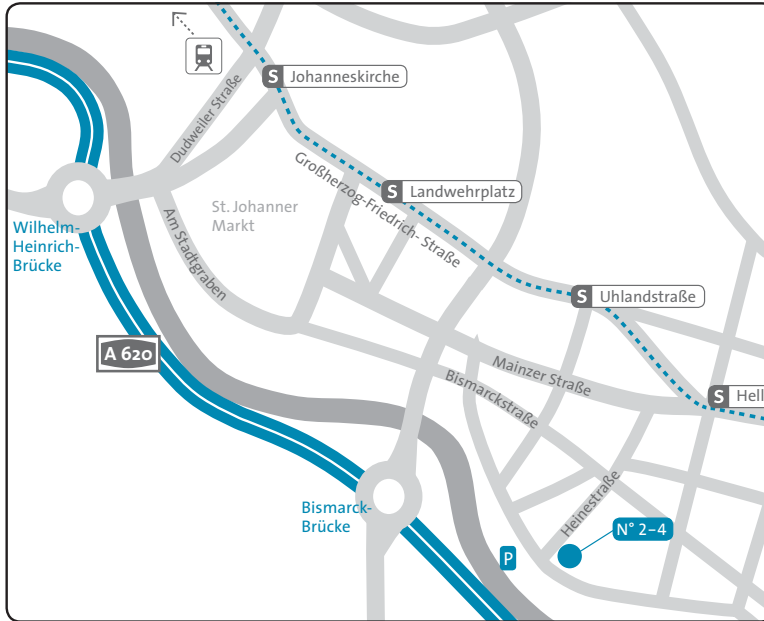 S Johanneskirche
Dudweiler Straße
Großherzog-Friedrich- Straße
S Landwehrplatz
St. Johanner
Markt
Am Stadtgraben
Wilhelm-
Heinrich-
Brücke
S Uhlandstraße
A 620
Mainzer Straße
Bismarckstraße
S Hell
Bismarck-
Brücke
Heinestraße
N° 2–4
P